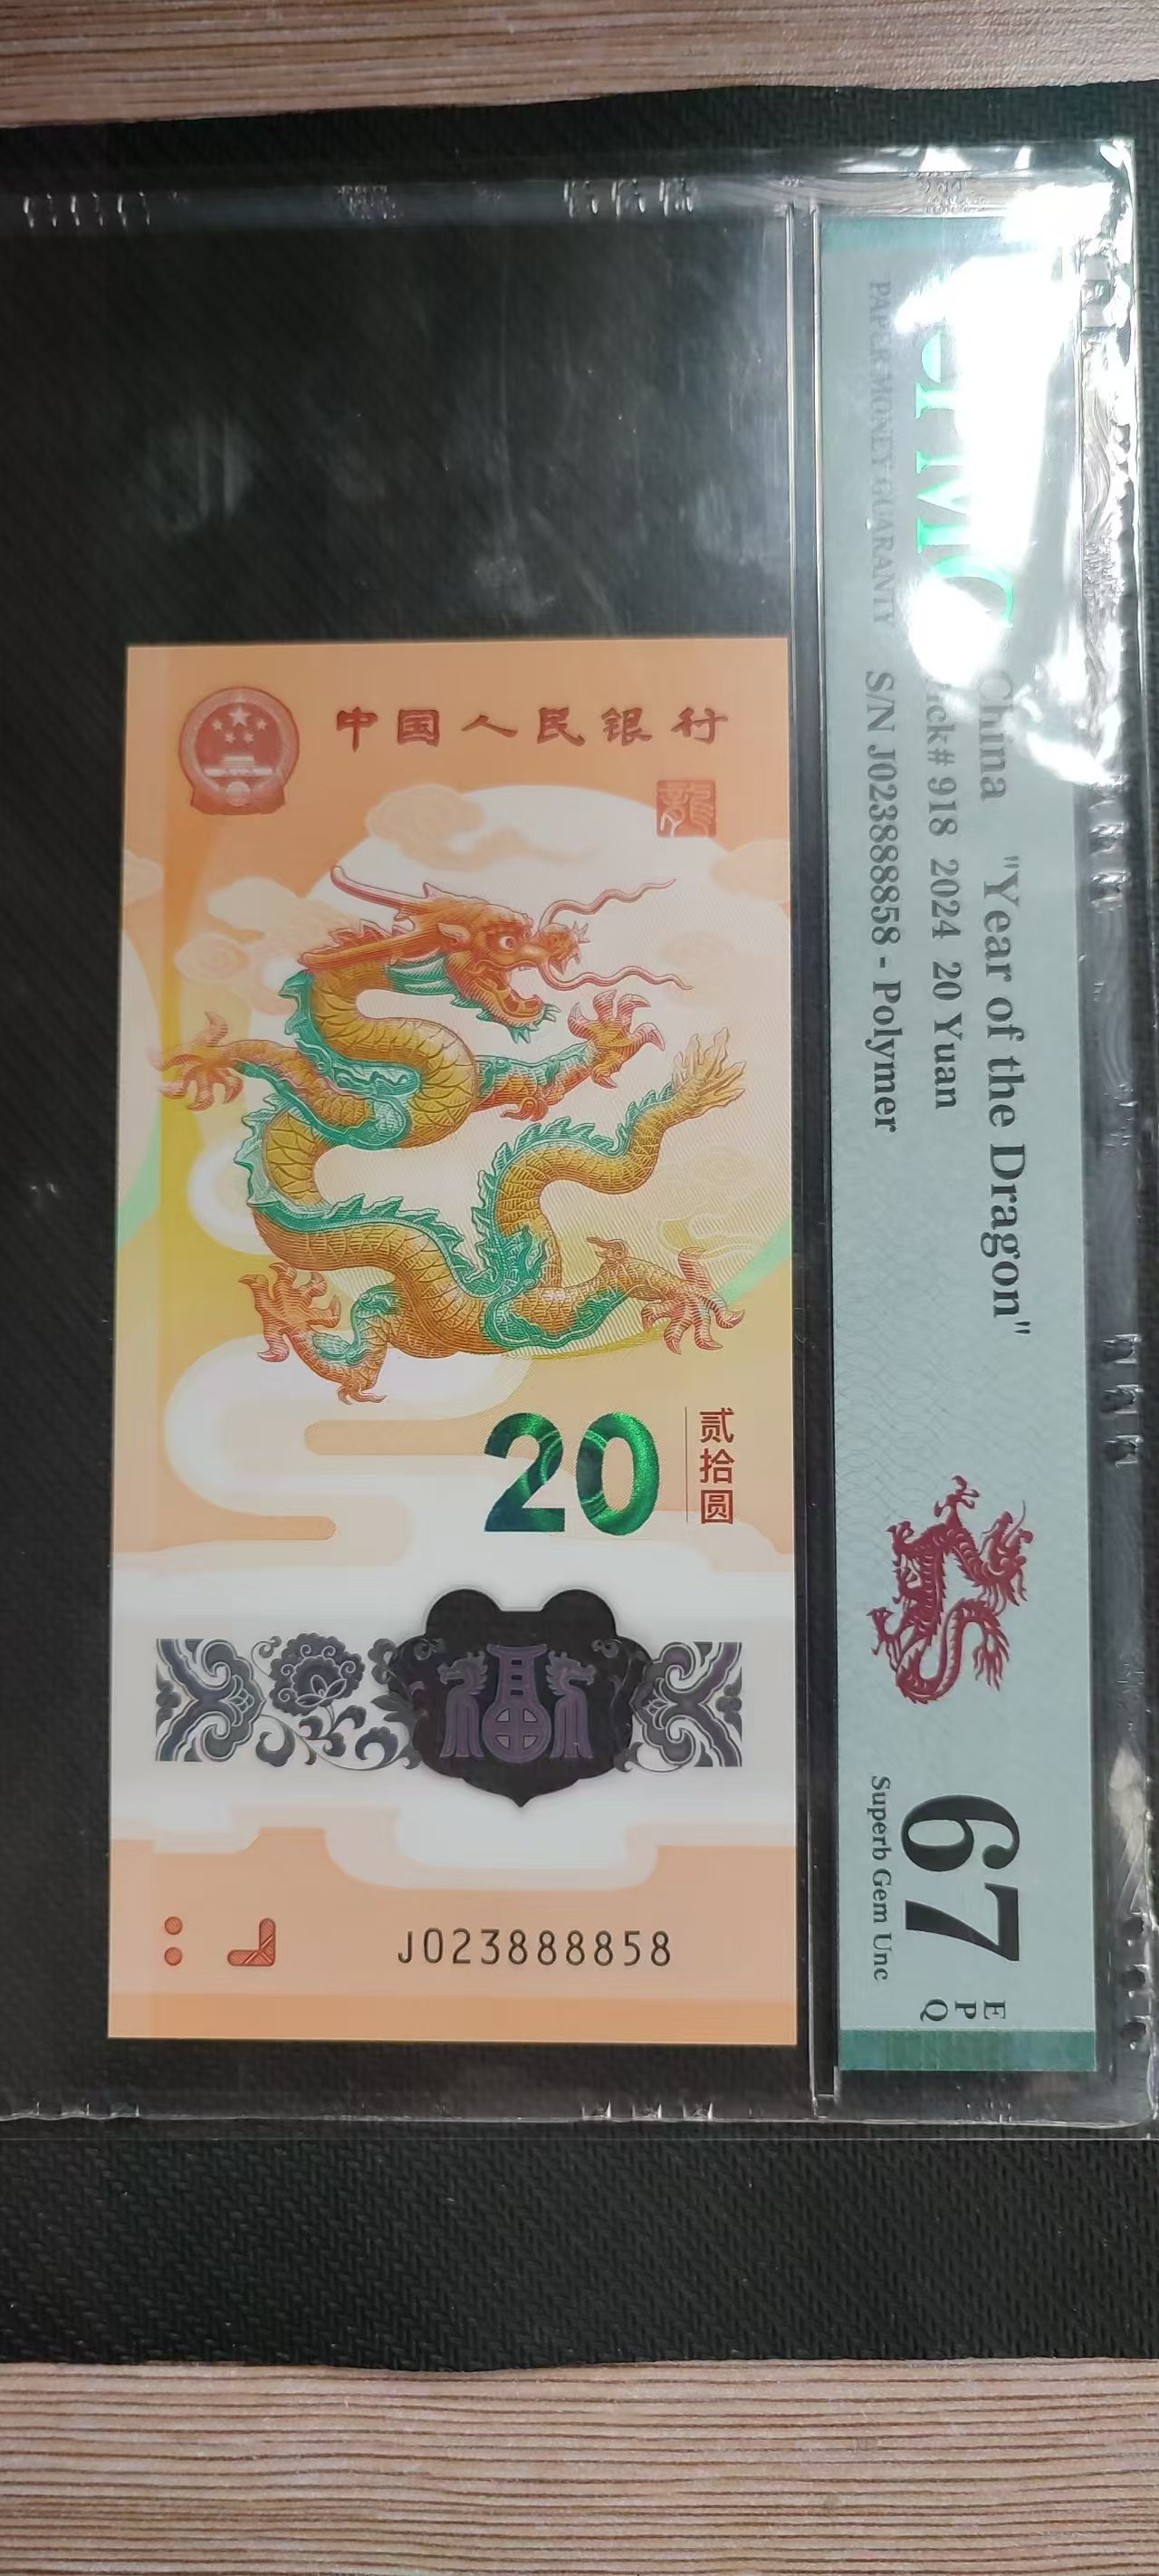 中国人民银行
龍
20
贰拾圆
福
J023888858
China "Year of the Dragon"
918 2024 20 Yuan
S/N J023888858 - Polymer
PAPER MONEY GUARANTY
67
EPQ
Superb Gem Unc